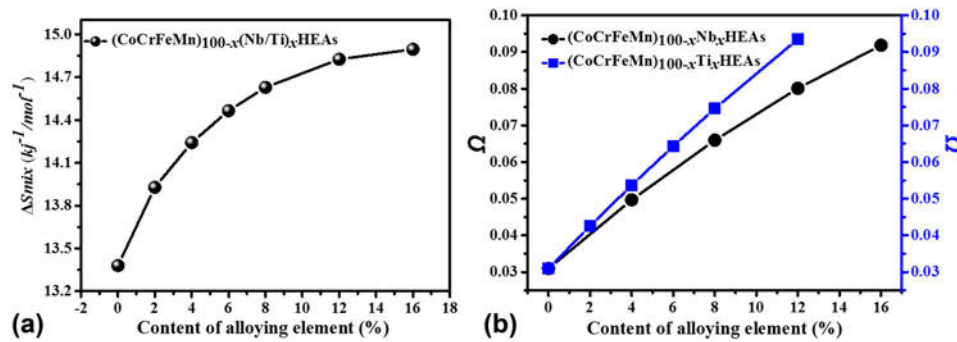 (CoCrFeMn)100-x(Nb/Ti)xHEAs
15.0
14.7
14.4
14.1
13.8
13.5
13.2
ΔSmix (kj-1/mol-1)
-2 0 2 4 6 8 10 12 14 16 18
(a) Content of alloying element (%)
(CoCrFeMn)100-xNbxHEAs
(CoCrFeMn)100-xTixHEAs
0.10
0.09
0.08
0.07
0.06
0.05
0.04
0.03
Ω
0 2 4 6 8 10 12 14 16
0.10
0.09
0.08
0.07
0.06
0.05
0.04
0.03
Ω
(b) Content of alloying element (%)